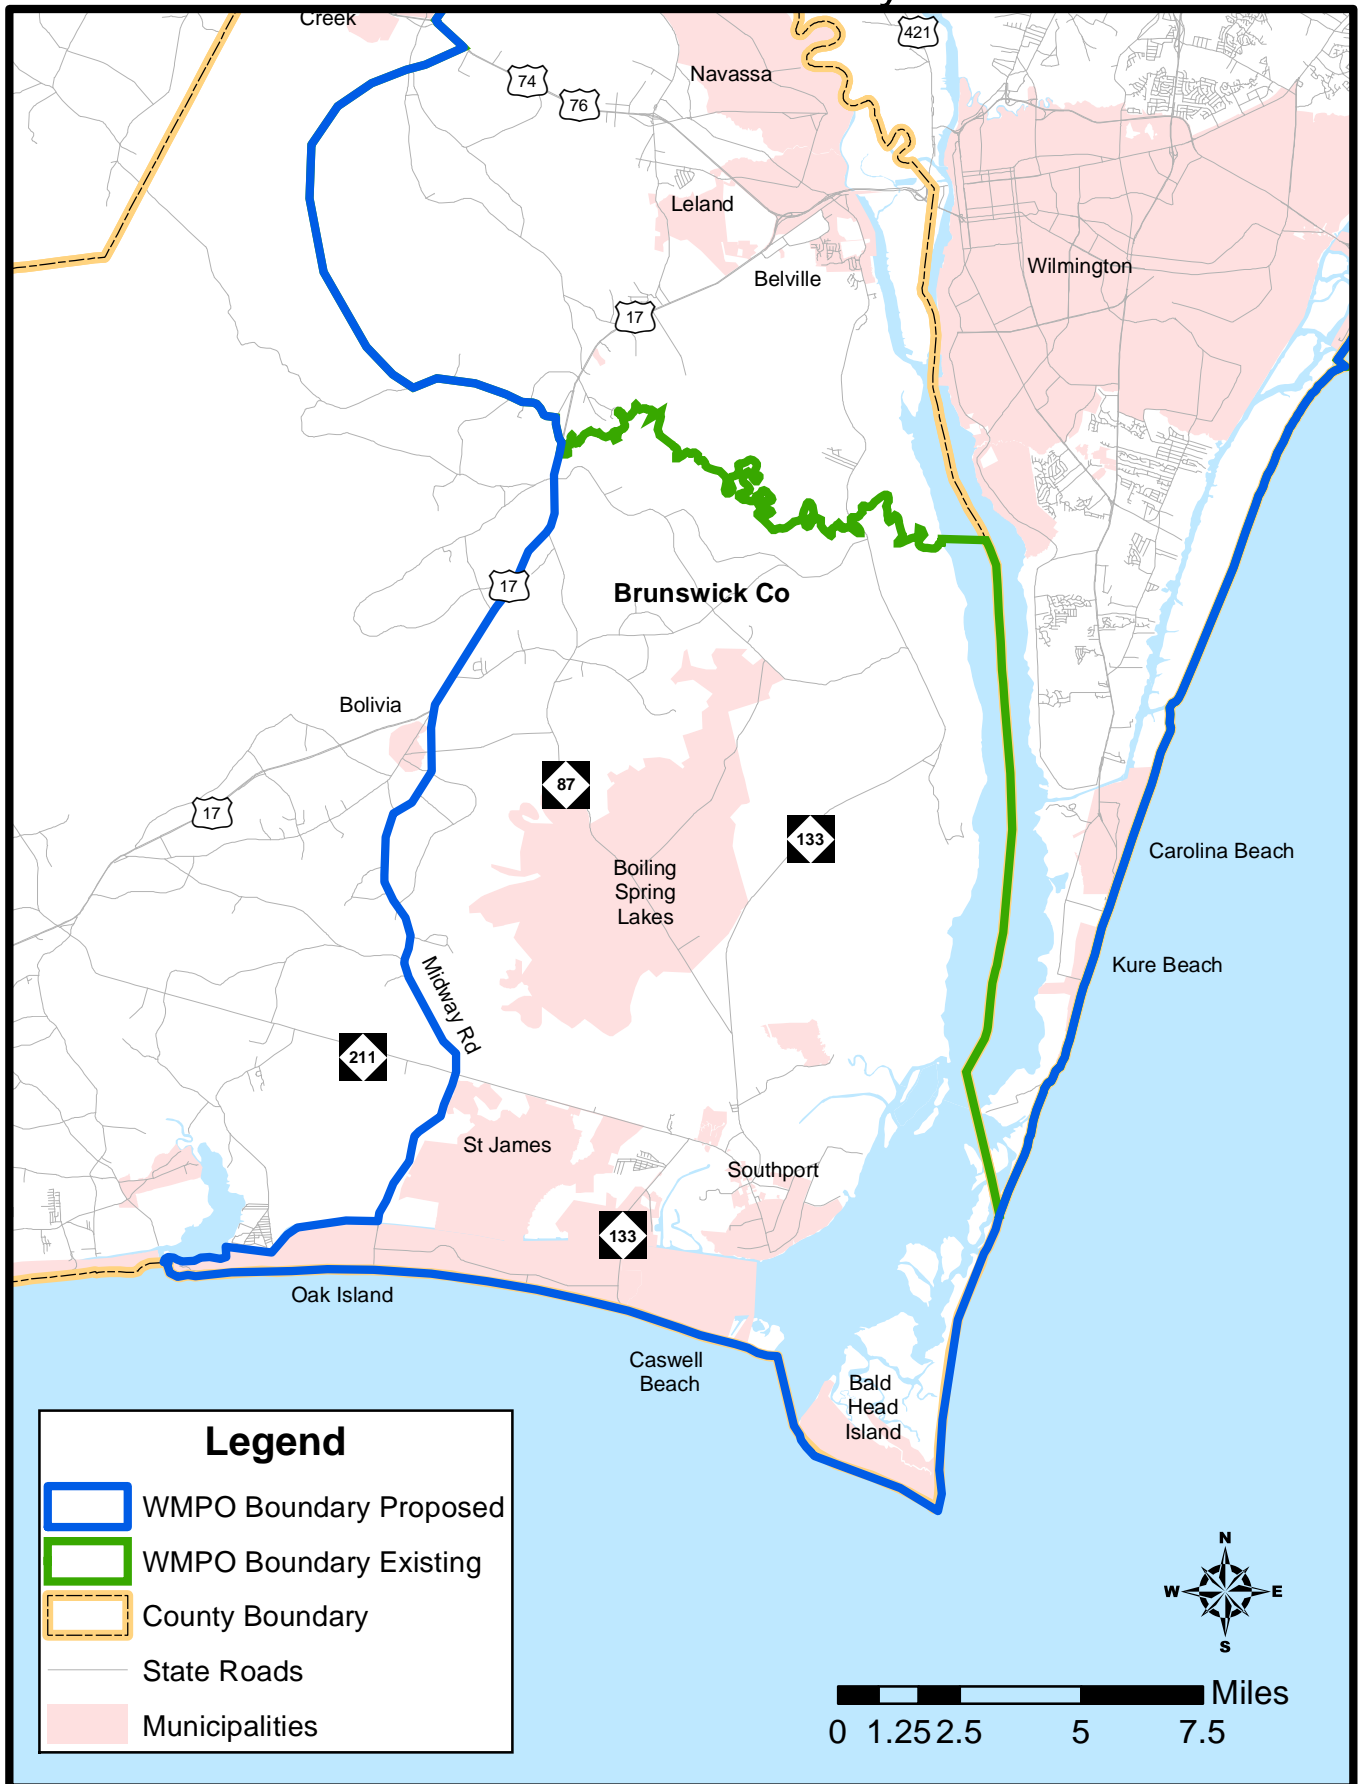 Creek
421
Navassa
74
76
Leland
Wilmington
Belville
17
17
Brunswick Co
Bolivia
87
17
133
Carolina Beach
Boiling
Spring
Lakes
Kure Beach
Midway Rd
211
St James
Southport
133
Oak Island
Caswell
Beach
Bald
Head
Island
Legend
WMPO Boundary Proposed
WMPO Boundary Existing
County Boundary
State Roads
Municipalities
N
W E
S
Miles
0 1.25 2.5 5 7.5